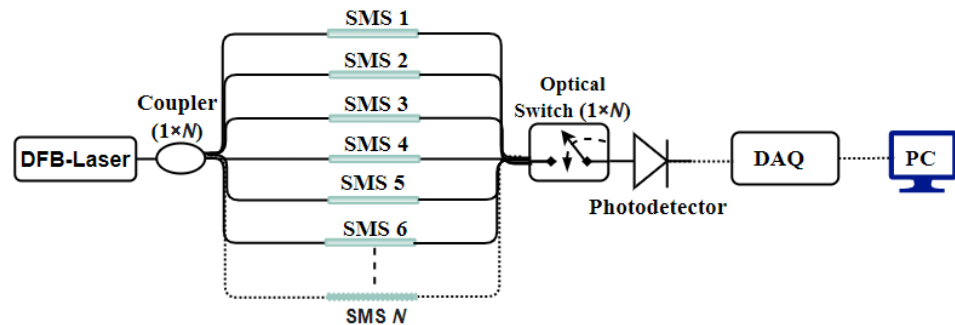 SMS 1
SMS 2
SMS 3
SMS 4
SMS 5
SMS 6
SMS N
Coupler
(1×N)
DFB-Laser
Optical
Switch (1×N)
Photodetector
DAQ
PC